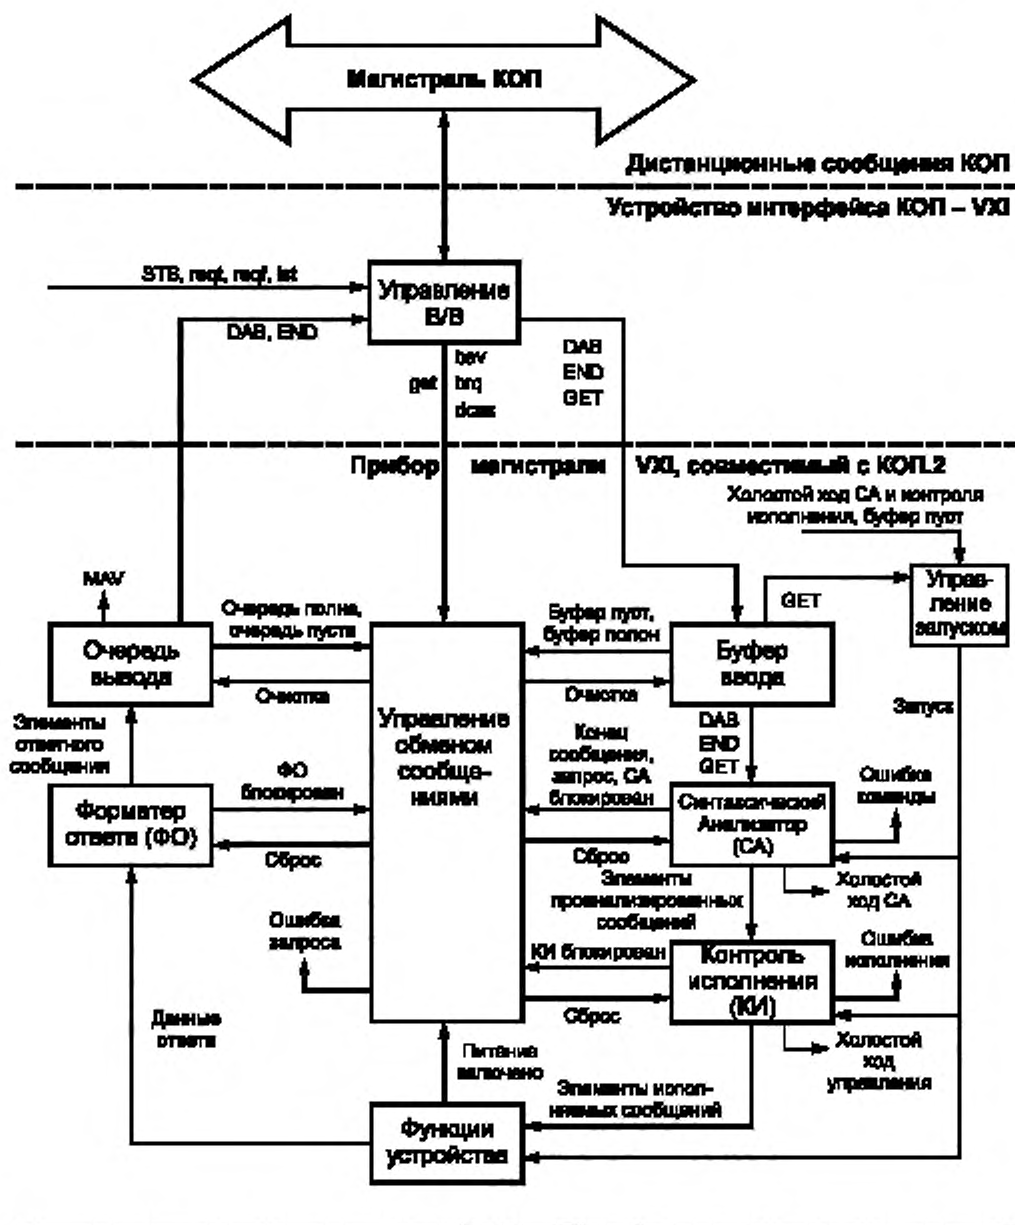 Магистраль КОП
Дистанционные сообщения КОП
Устройство интерфейса КОП – VXI
STB, reqt, reqf, ist
Управление
В/В
DAB, END
DAB
END
GET
bav
get brq
dcas
Прибор магистрали VXI, совместимый с КОП.2
Холостой ход СА и контроля
исполнения, буфер пуст
MAV
Очередь полна,
очередь пуста
Буфер пуст,
буфер полон
GET
Управ-
ление
запуском
Очередь
вывода
Буфер
ввода
Очистка
Очистка
Запуск
Элементы
ответного
сообщения
Управление
обменом
сообще-
ниями
Конец
сообщения,
запрос, СА
блокирован
DAB
END
GET
ФО
блокирован
Ошибка
команды
Форматер
ответа (ФО)
Синтаксический
Анализатор
(СА)
Сброс
Сброс
Элементы
проанализированных
сообщений
Холостой
ход СА
Ошибка
запроса
КИ блокирован
Контроль
исполнения
(КИ)
Ошибка
исполнения
Сброс
Данные
ответа
Питание
включено
Холостой
ход
управления
Элементы испол-
няемых сообщений
Функции
устройства